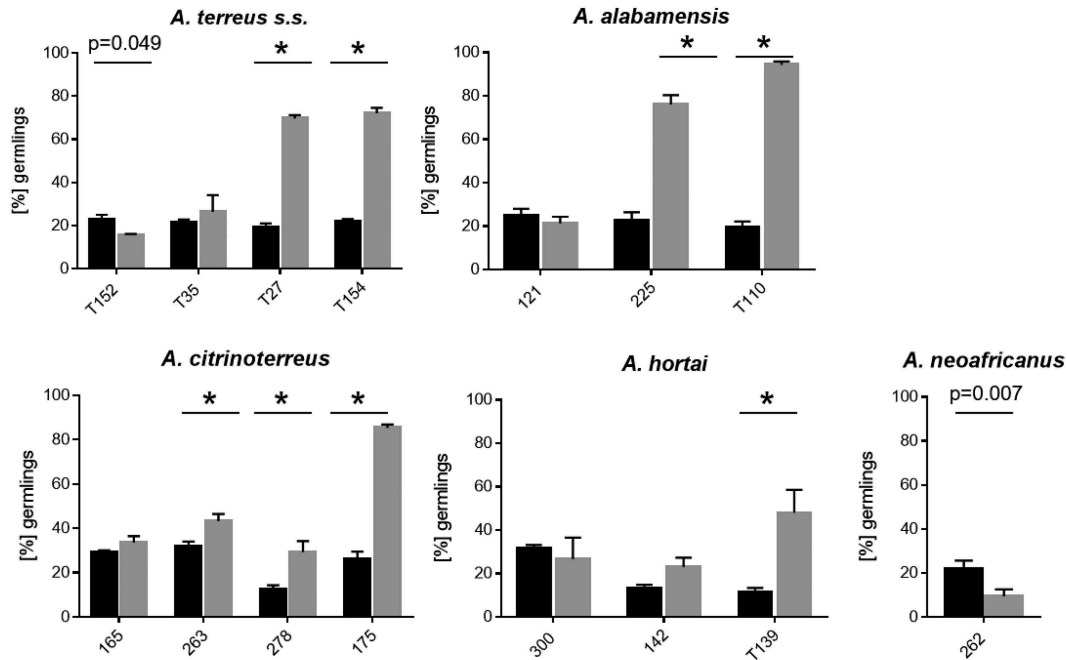 A. terreus s.s.
p=0.049
*
*
[%] germlings
100
80
60
40
20
0
T152
T35
T27
T154
A. alabamensis
*
*
[%] germlings
100
80
60
40
20
0
121
225
T110
A. citrinoterreus
*
*
*
[%] germlings
100
80
60
40
20
0
165
263
278
175
A. hortai
*
[%] germlings
100
80
60
40
20
0
300
142
T139
A. neoafricanus
p=0.007
[%] germlings
100
80
60
40
20
0
262